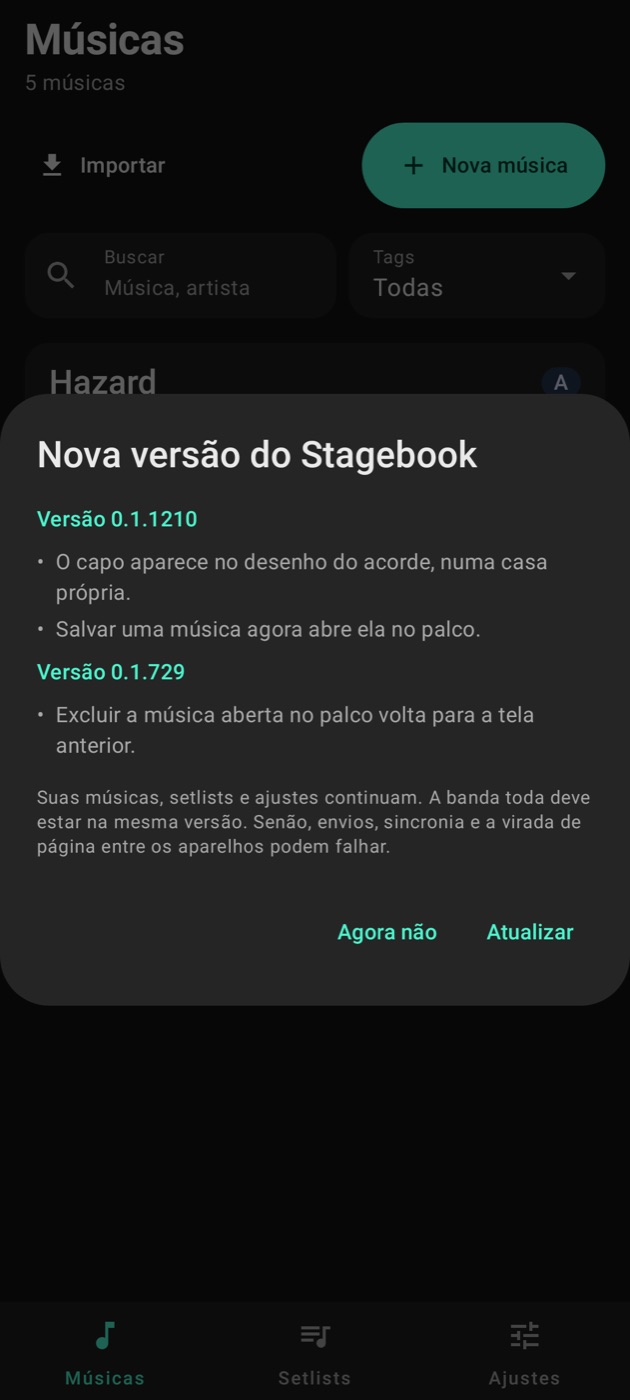 Músicas
5 músicas
Importar
+ Nova música
Buscar
Música, artista
Tags
Todas
Hazard
A
Nova versão do Stagebook
Versão 0.1.1210
• O capo aparece no desenho do acorde, numa casa
própria.
• Salvar uma música agora abre ela no palco.
Versão 0.1.729
• Excluir a música aberta no palco volta para a tela
anterior.
Suas músicas, setlists e ajustes continuam. A banda toda deve
estar na mesma versão. Senão, envios, sincronia e a virada de
página entre os aparelhos podem falhar.
Agora não
Atualizar
Músicas
Setlists
Ajustes